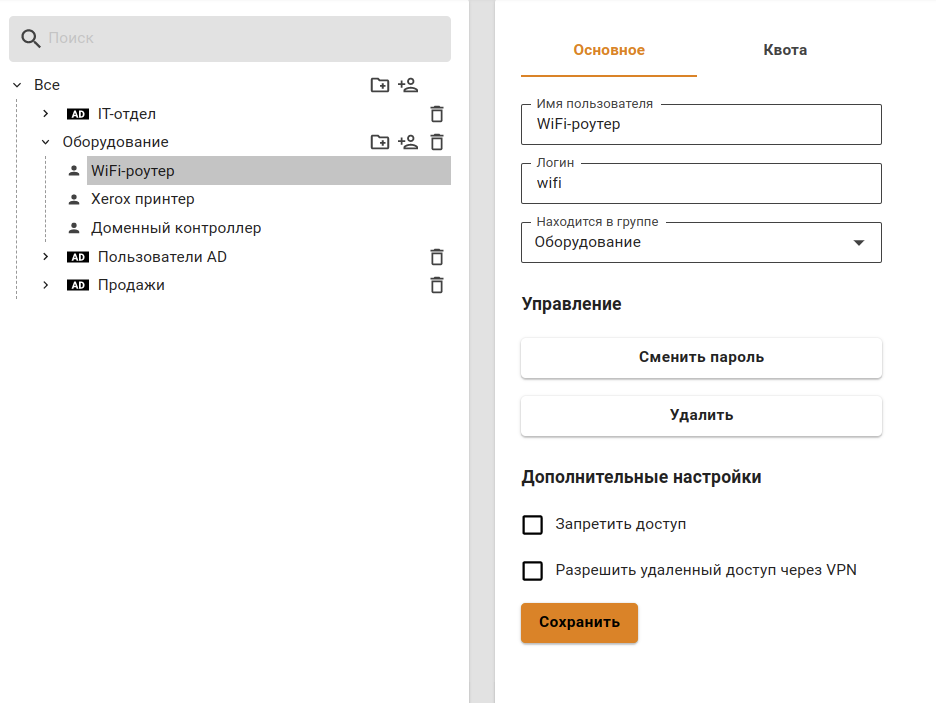 Поиск
Все
AD IT-отдел
Оборудование
WiFi-роутер
Xerox принтер
Доменный контроллер
AD Пользователи AD
AD Продажи
Основное Квота
Имя пользователя
WiFi-роутер
Логин
wifi
Находится в группе
Оборудование
Управление
Сменить пароль
Удалить
Дополнительные настройки
Запретить доступ
Разрешить удаленный доступ через VPN
Сохранить